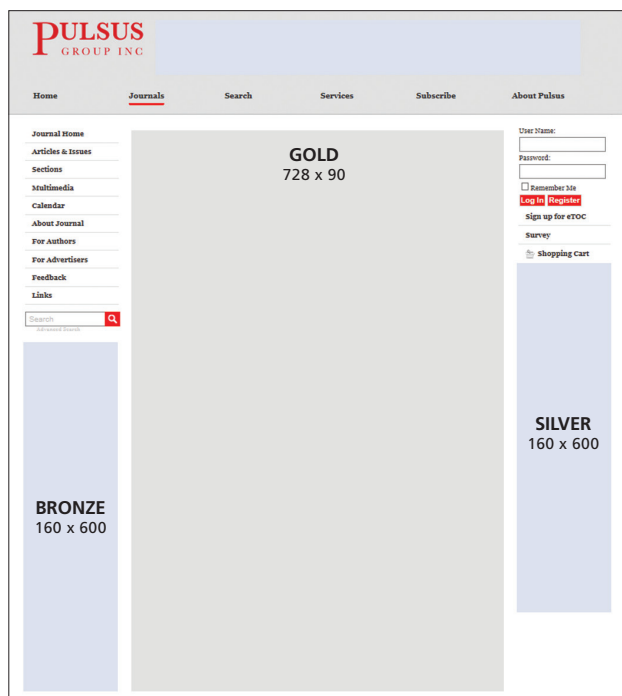 PULSUS
GROUP INC
Home Journals Search Services Subscribe About Pulsus
Journal Home
Articles & Issues
Sections
Multimedia
Calendar
About Journal
For Authors
For Advertisers
Feedback
Links
Search
Advanced Search
BRONZE
160 x 600
GOLD
728 x 90
User Name:
Password:
Remember Me
Log In Register
Sign up for eTOC
Survey
Shopping Cart
SILVER
160 x 600